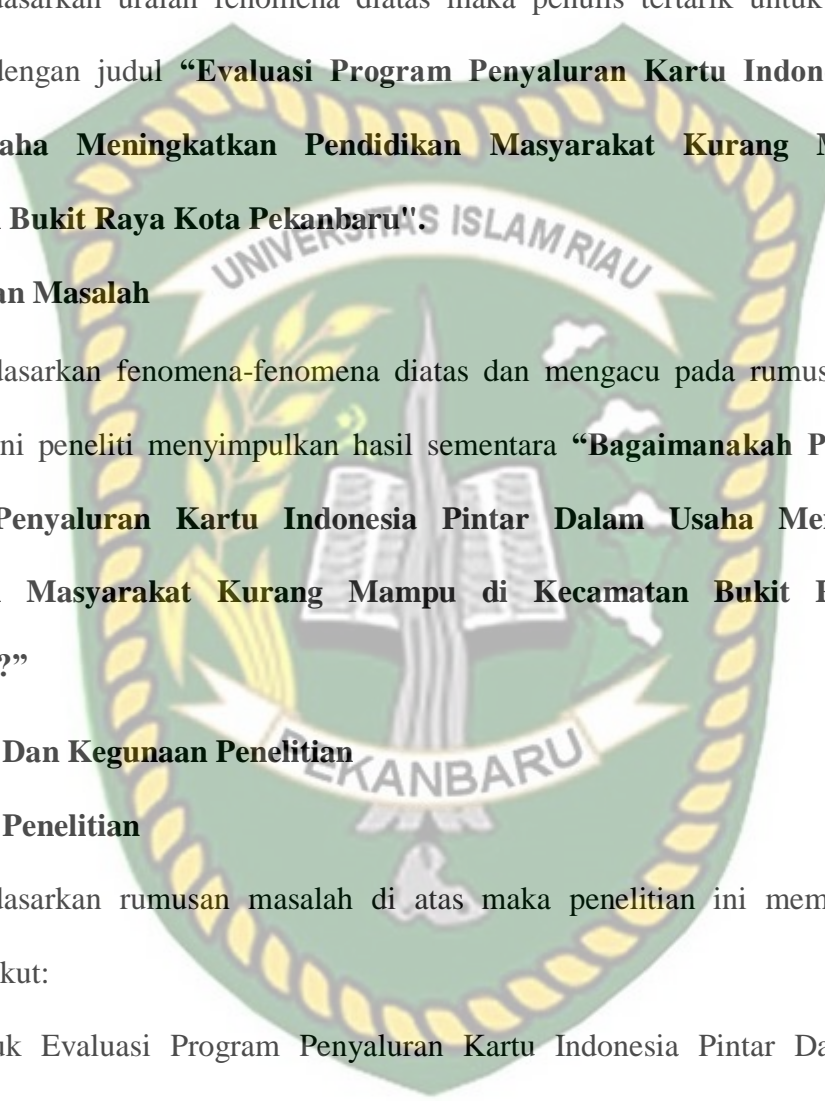 dasarkan uraian fenomena diatas maka penulis tertarik untuk
dengan judul “Evaluasi Program Penyaluran Kartu Indon
aha Meningkatkan Pendidikan Masyarakat Kurang M
Bukit Raya Kota Pekanbaru".
UNIVERSITAS ISLAM RIAU
an Masalah
dasarkan fenomena-fenomena diatas dan mengacu pada rumus
ni peneliti menyimpulkan hasil sementara “Bagaimanakah P
Penyaluran Kartu Indonesia Pintar Dalam Usaha Me
Masyarakat Kurang Mampu di Kecamatan Bukit
?”
Dan Kegunaan Penelitian
PEKANBARU
Penelitian
dasarkan rumusan masalah di atas maka penelitian ini mem
kut:
uk Evaluasi Program Penyaluran Kartu Indonesia Pintar Da